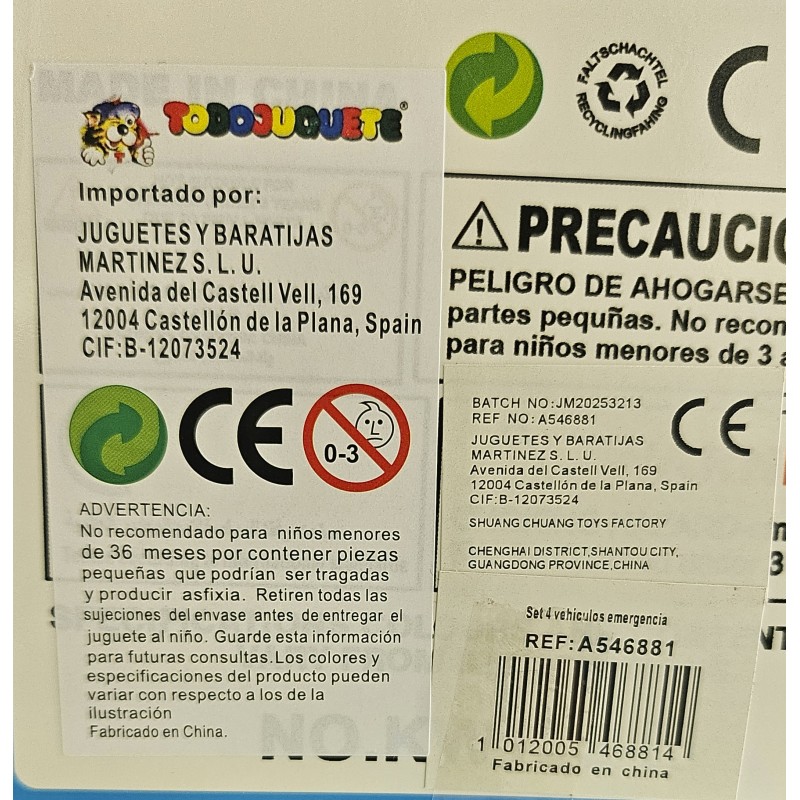 MADE IN CHINA
TODOJUGUETE®
Importado por:
JUGUETES Y BARATIJAS
MARTINEZ S. L. U.
Avenida del Castell Vell, 169
12004 Castellón de la Plana, Spain
CIF:B-12073524
CE
0-3
ADVERTENCIA:
No recomendado para niños menores
de 36 meses por contener piezas
pequeñas que podrían ser tragadas
y producir asfixia. Retiren todas las
sujeciones del envase antes de entregar el
juguete al niño. Guarde esta información
para futuras consultas.Los colores y
especificaciones del producto pueden
variar con respecto a los de la
ilustración
Fabricado en China.
FALTSCHACHTEL
RECYCLINGFAHING
PELIGRO DE AHOGARSE
partes pequñas. No
para niños menores de 3
BATCH NO:JM20253213
REF NO:A546881
CE
JUGUETES Y BARATIJAS
MARTINEZ S. L. U.
Avenida del Castell Vell, 169
12004 Castellón de la Plana, Spain
CIF:B-12073524
SHUANG CHUANG TOYS FACTORY
CHENGHAI DISTRICT,SHANTOU CITY,
GUANGDONG PROVINCE,CHINA
Set 4 vehiculos emergencia
REF:A546881
1 012005 468814
Fabricado en china